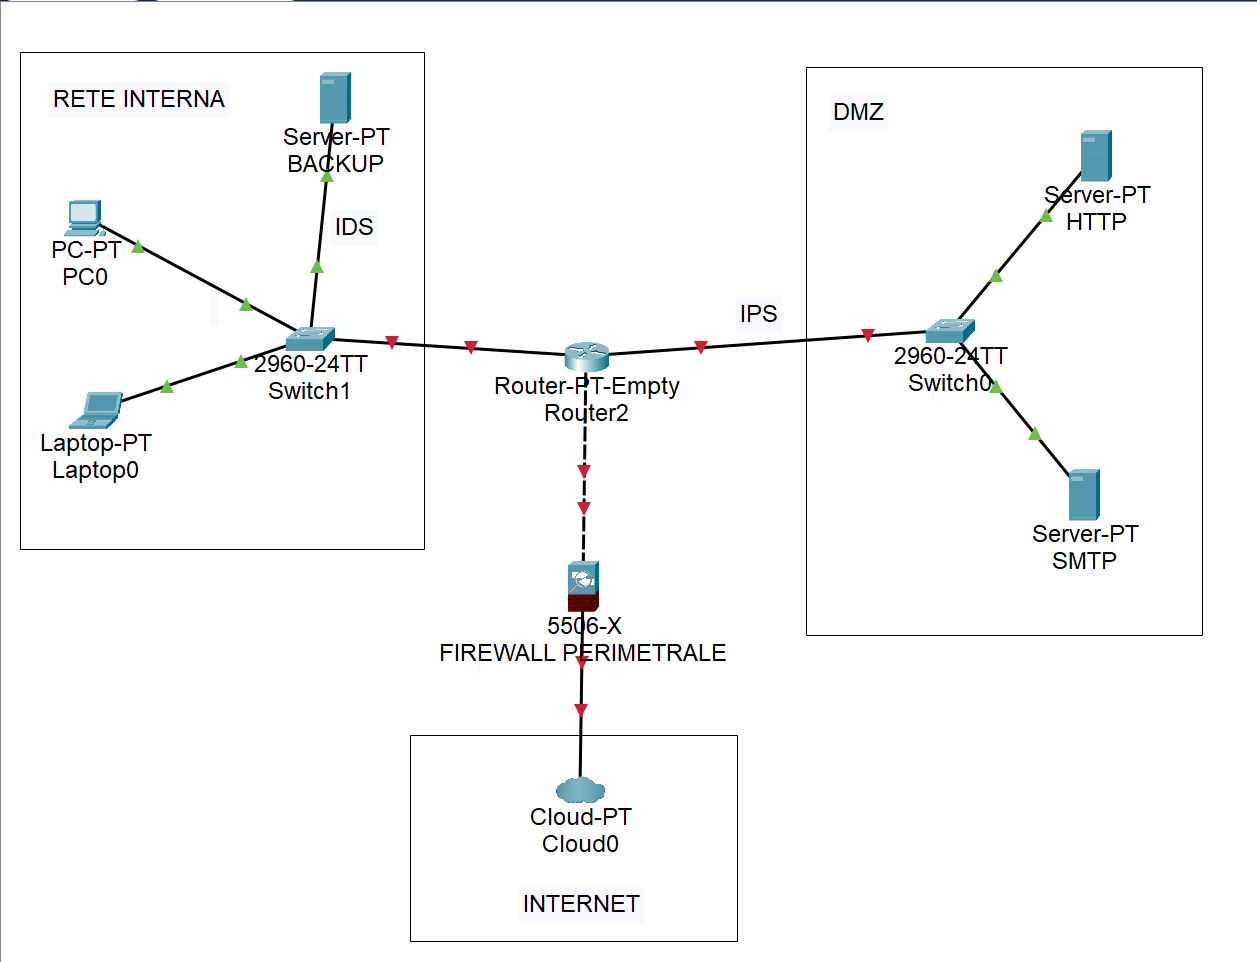 RETE INTERNA
Server-PT
BACKUP
IDS
PC-PT
PC0
2960-24TT
Switch1
Laptop-PT
Laptop0
Router-PT-Empty
Router2
IPS
DMZ
Server-PT
HTTP
2960-24TT
Switch0
Server-PT
SMTP
5506-X
FIREWALL PERIMETRALE
Cloud-PT
Cloud0
INTERNET